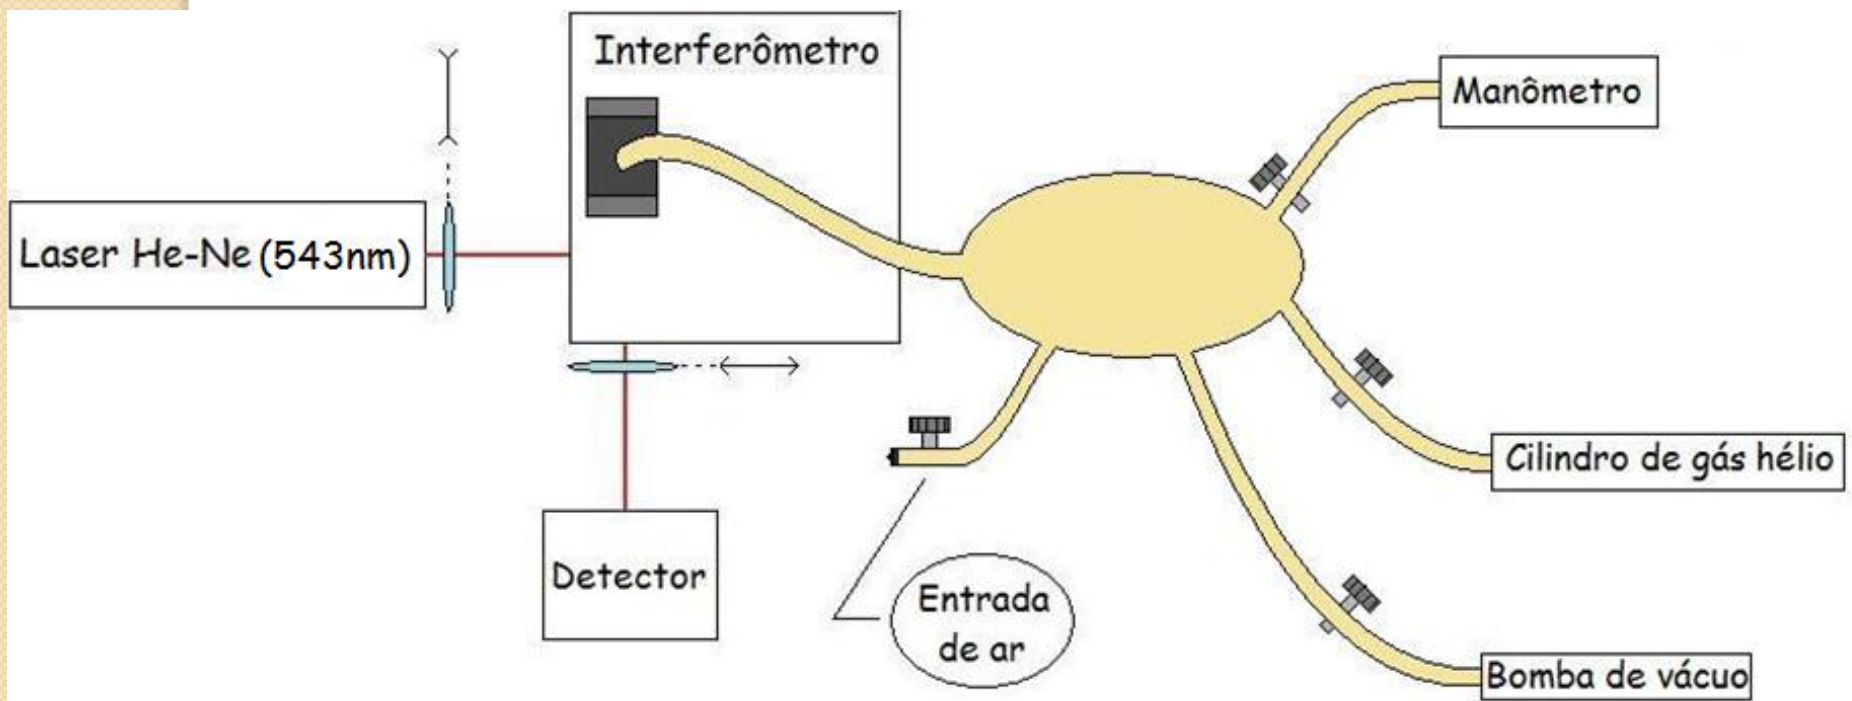 Interferômetro
Manômetro
Laser He-Ne (543nm)
Cilindro de gás hélio
Detector
Entrada
de ar
Bomba de vácuo